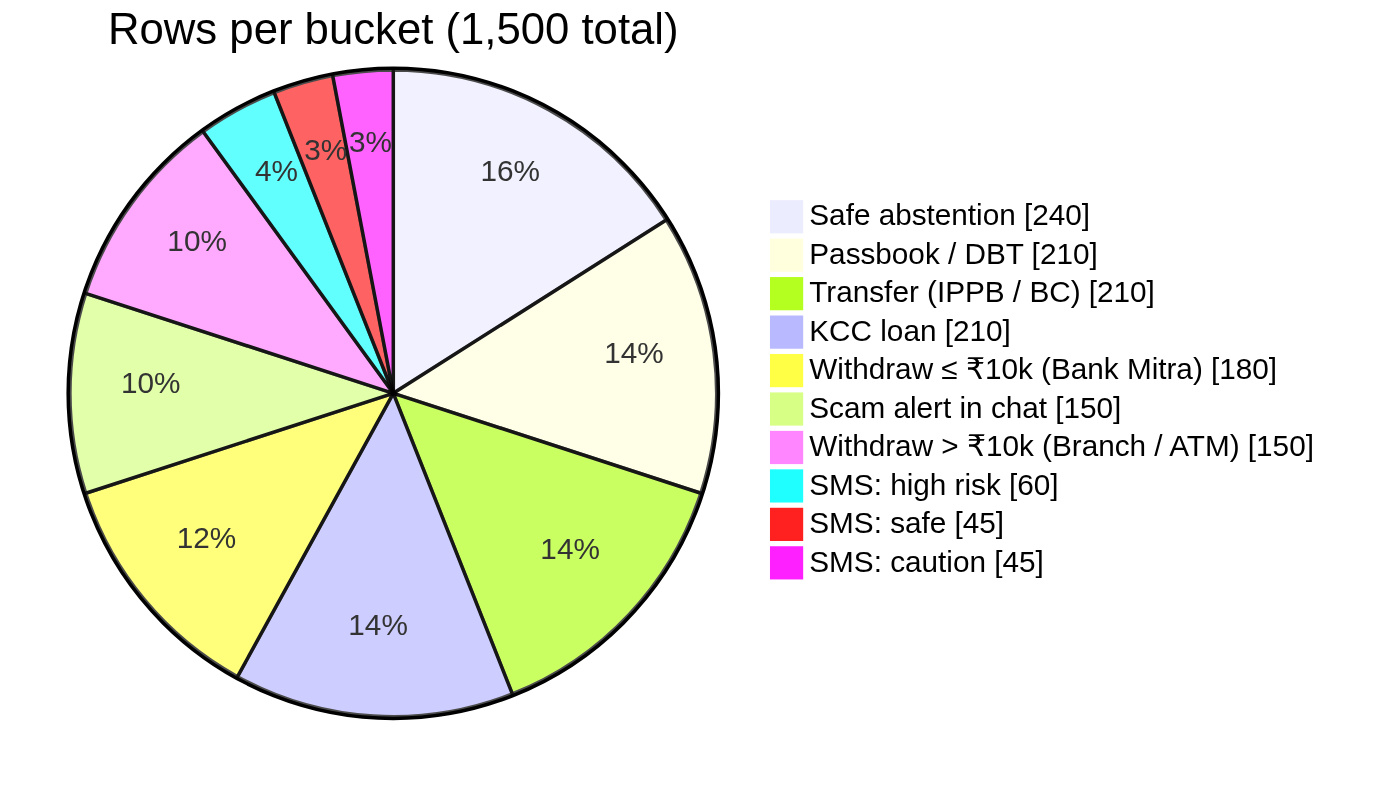 Rows per bucket (1,500 total)
16%
14%
14%
14%
12%
10%
10%
4%
3%
3%
Safe abstention [240]
Passbook / DBT [210]
Transfer (IPPB / BC) [210]
KCC loan [210]
Withdraw ≤ ₹10k (Bank Mitra) [180]
Scam alert in chat [150]
Withdraw > ₹10k (Branch / ATM) [150]
SMS: high risk [60]
SMS: safe [45]
SMS: caution [45]